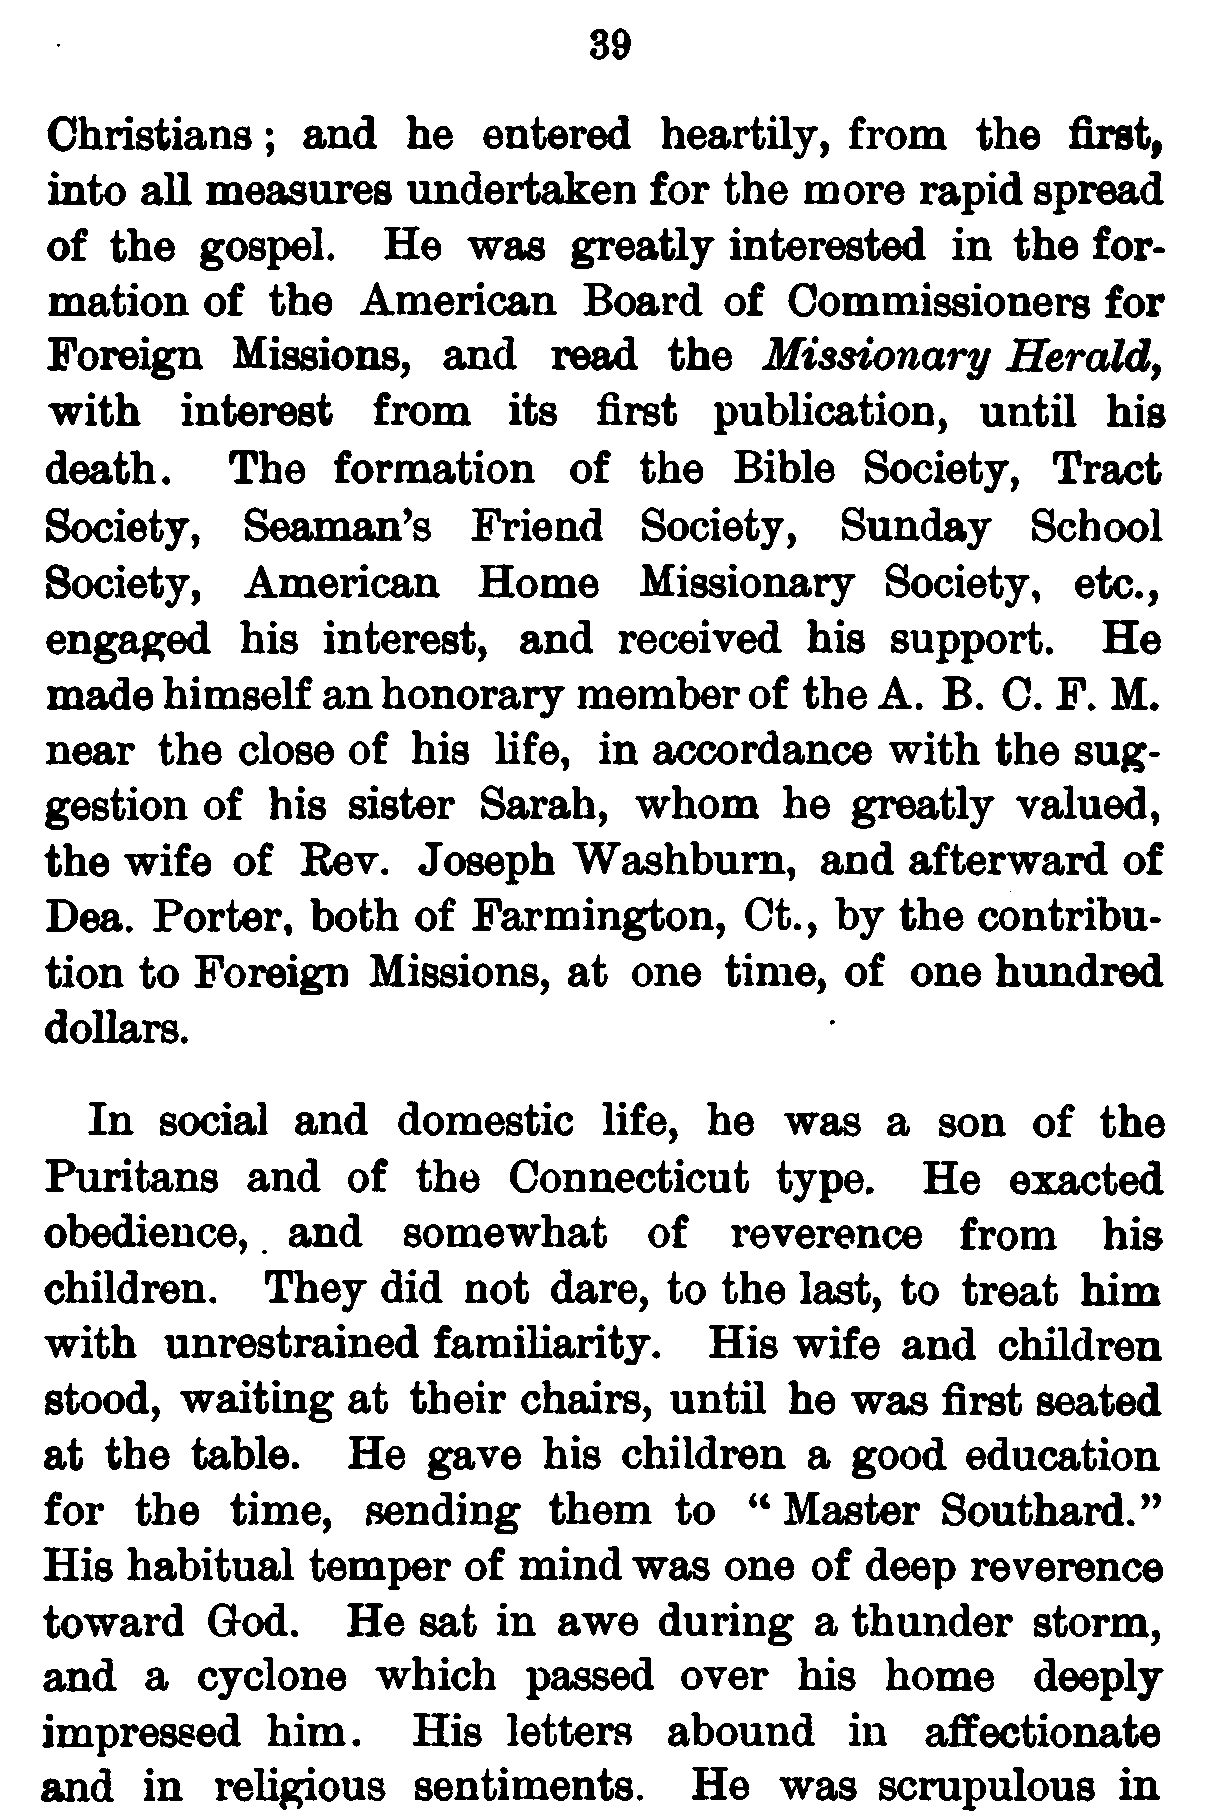 39
Christians; and he entered heartily, from the first,
into all measures undertaken for the more rapid spread
of the gospel. He was greatly interested in the for-
mation of the American Board of Commissioners for
Foreign Missions, and read the Missionary Herald,
with interest from its first publication, until his
death. The formation of the Bible Society, Tract
Society, Seaman's Friend Society, Sunday School
Society, American Home Missionary Society, etc.,
engaged his interest, and received his support. He
made himself an honorary member of the A. B. C. F. M.
near the close of his life, in accordance with the sug-
gestion of his sister Sarah, whom he greatly valued,
the wife of Rev. Joseph Washburn, and afterward of
Dea. Porter, both of Farmington, Ct., by the contribu-
tion to Foreign Missions, at one time, of one hundred
dollars.
In social and domestic life, he was a son of the
Puritans and of the Connecticut type. He exacted
obedience, and somewhat of reverence from his
children. They did not dare, to the last, to treat him
with unrestrained familiarity. His wife and children
stood, waiting at their chairs, until he was first seated
at the table. He gave his children a good education
for the time, sending them to "Master Southard."
His habitual temper of mind was one of deep reverence
toward God. He sat in awe during a thunder storm,
and a cyclone which passed over his home deeply
impressed him. His letters abound in affectionate
and in religious sentiments. He was scrupulous in